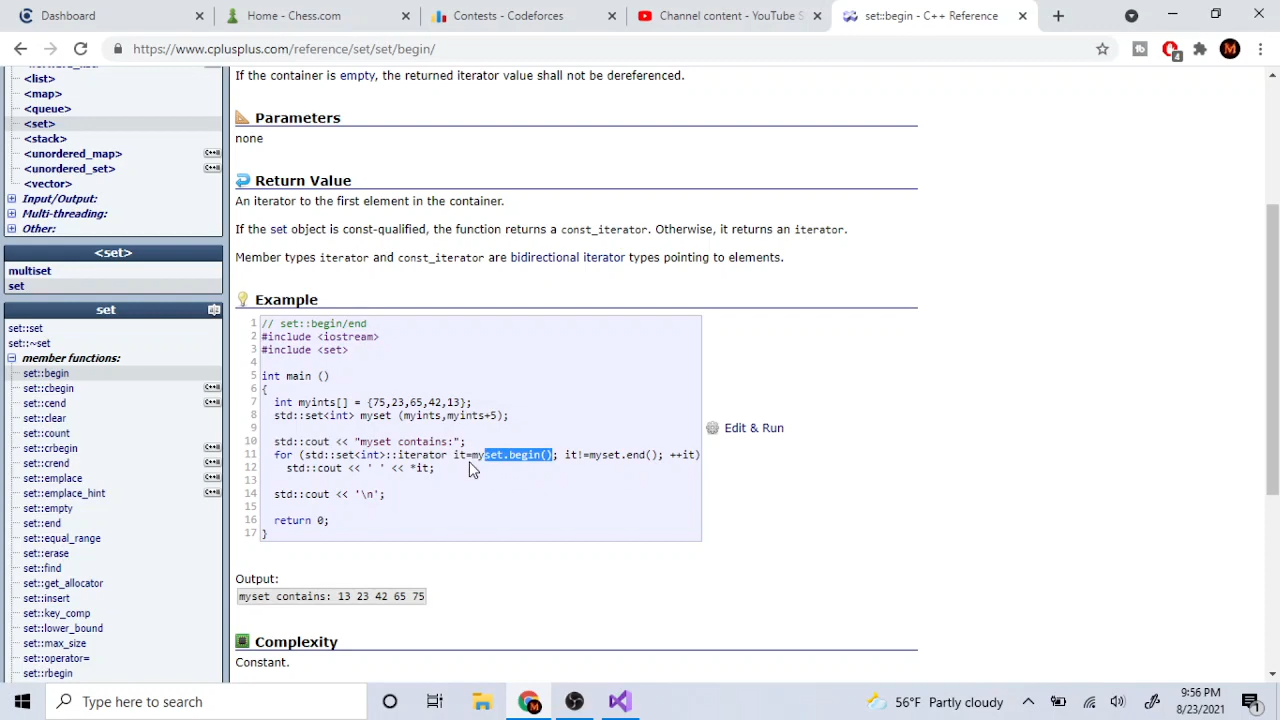 Dashboard
Home - Chess.com
Contests - Codeforces
Channel content - YouTube S
set::begin - C++ Reference
https://www.cplusplus.com/reference/set/set/begin/
4
M
<list>
<map>
<queue>
<set>
<stack>
<unordered_map>
<unordered_set>
<vector>
Input/Output:
Multi-threading:
Other:
<set>
multiset
set
set
set::set
set::~set
member functions:
set::begin
set::cbegin
set::cend
set::clear
set::count
set::crbegin
set::crend
set::emplace
set::emplace_hint
set::empty
set::end
set::equal_range
set::erase
set::find
set::get_allocator
set::insert
set::key_comp
set::lower_bound
set::max_size
set::operator=
set::rbegin
If the container is empty, the returned iterator value shall not be dereferenced.
Parameters
none
Return Value
An iterator to the first element in the container.
If the set object is const-qualified, the function returns a const_iterator. Otherwise, it returns an iterator.
Member types iterator and const_iterator are bidirectional iterator types pointing to elements.
Example
1 // set::begin/end
2 #include <iostream>
3 #include <set>
4
5 int main ()
6 {
7 int myints[] = {75,23,65,42,13};
8 std::set<int> myset (myints,myints+5);
9
10 std::cout << "myset contains:";
11 for (std::set<int>::iterator it=myset.begin(); it!=myset.end(); ++it)
12 std::cout << ' ' << *it;
13
14 std::cout << '\n';
15
16 return 0;
17 }
Edit & Run
Output:
myset contains: 13 23 42 65 75
Complexity
Constant.
Type here to search
M
56°F Partly cloudy
9:56 PM
8/23/2021
1